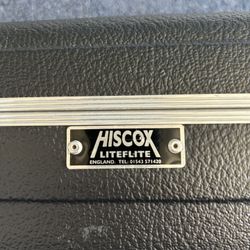 HISCOX
LITEFLITE
ENGLAND. TEL: 01543 571420